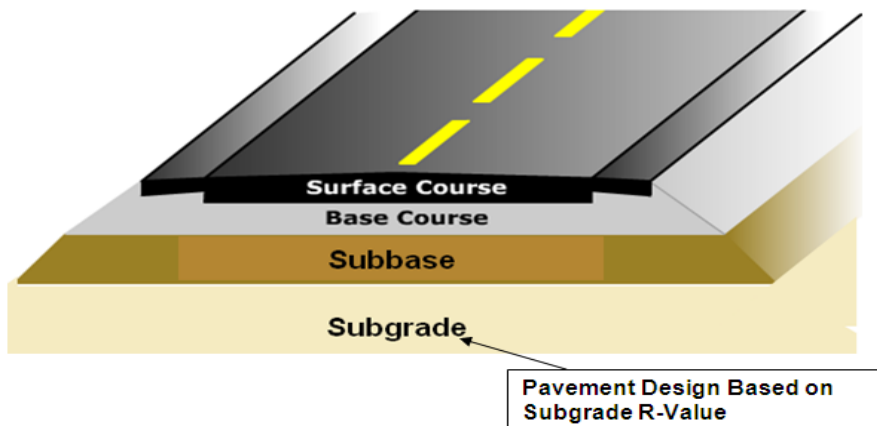 Surface Course
Base Course
Subbase
Subgrade
Pavement Design Based on
Subgrade R-Value